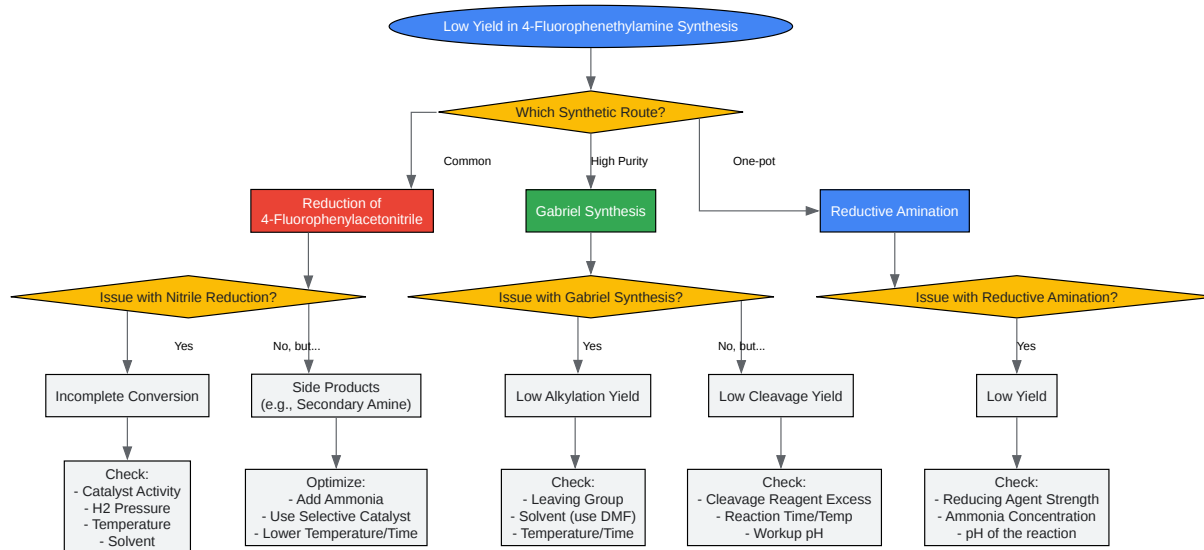 Low Yield in 4-Fluorophenethylamine Synthesis
Which Synthetic Route?
Common
High Purity
One-pot
Reduction of
4-Fluorophenylacetonitrile
Gabriel Synthesis
Reductive Amination
Issue with Nitrile Reduction?
Issue with Gabriel Synthesis?
Issue with Reductive Amination?
Yes
No, but...
Yes
No, but...
Yes
Incomplete Conversion
Side Products
(e.g., Secondary Amine)
Low Alkylation Yield
Low Cleavage Yield
Low Yield
Check:
- Catalyst Activity
- H2 Pressure
- Temperature
- Solvent
Optimize:
- Add Ammonia
- Use Selective Catalyst
- Lower Temperature/Time
Check:
- Leaving Group
- Solvent (use DMF)
- Temperature/Time
Check:
- Cleavage Reagent Excess
- Reaction Time/Temp
- Workup pH
Check:
- Reducing Agent Strength
- Ammonia Concentration
- pH of the reaction